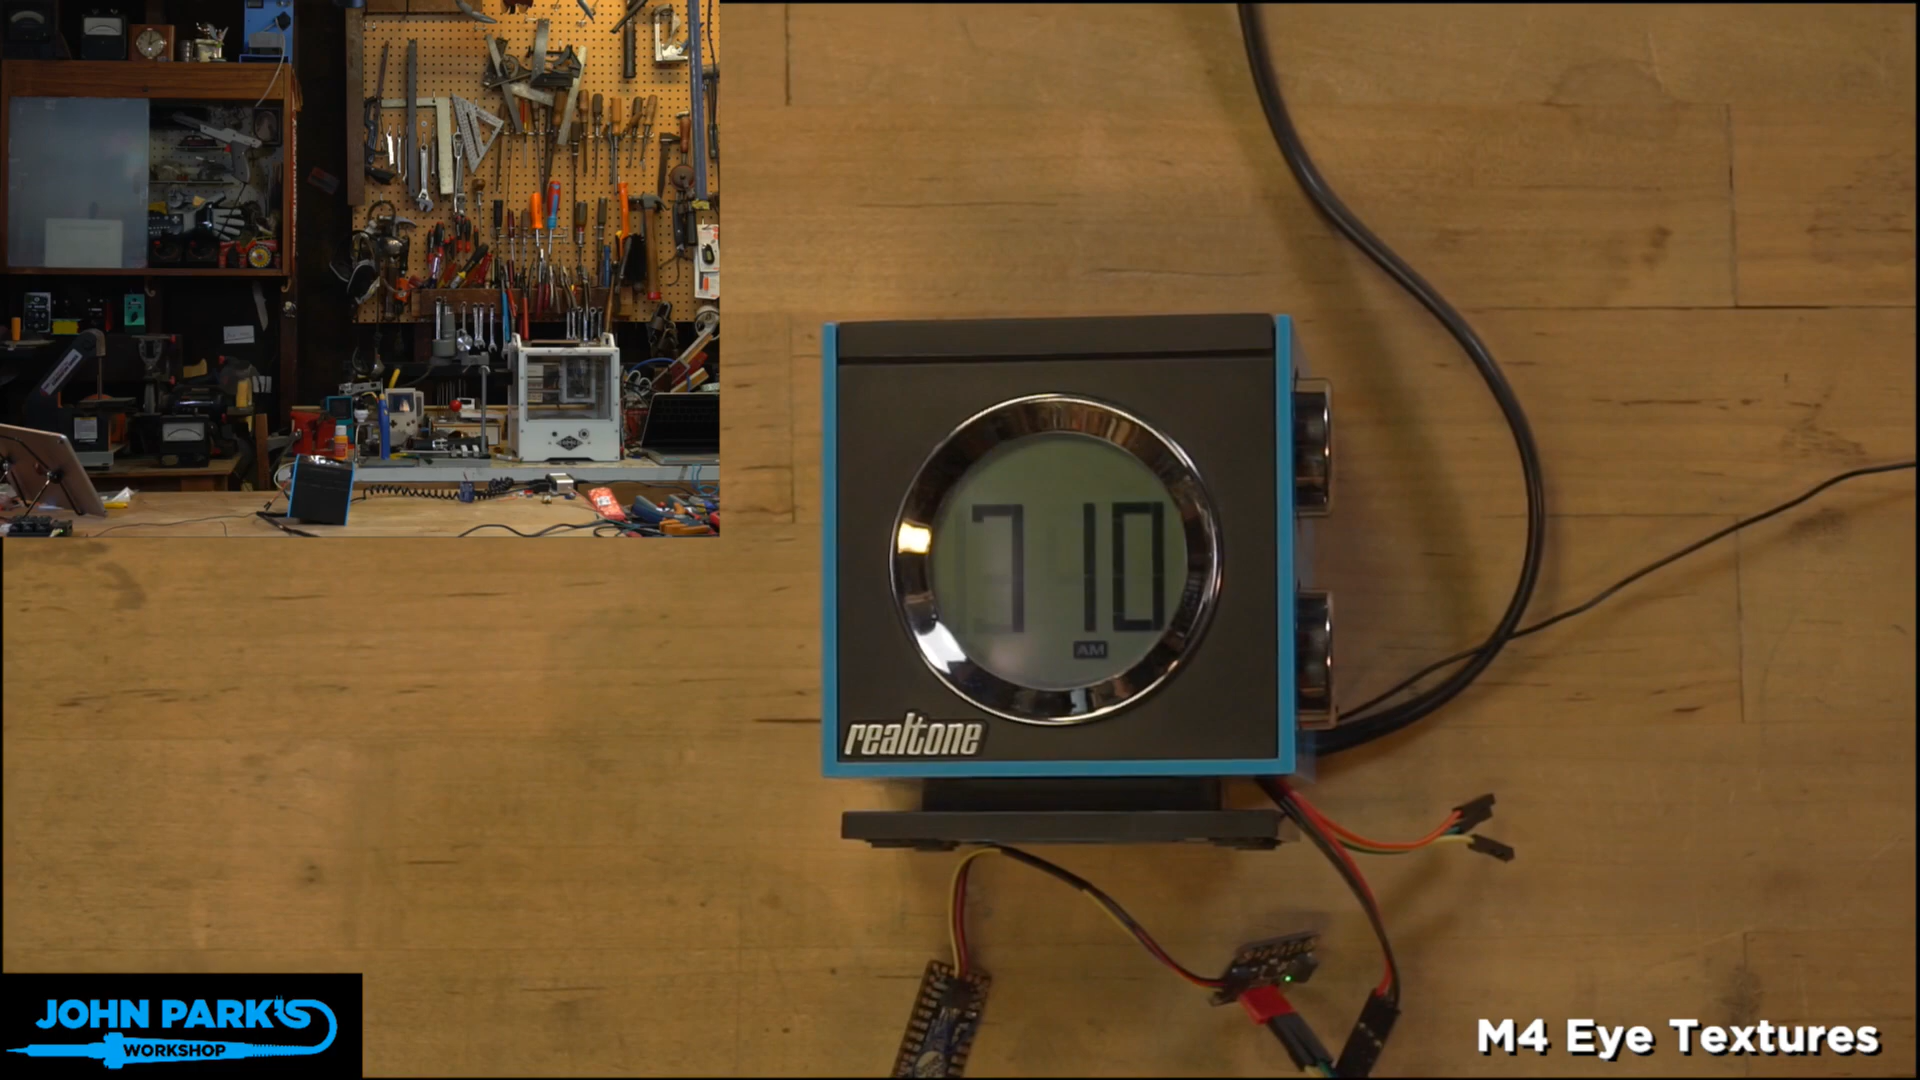 7 10
AM
realtone
JOHN PARK'S
WORKSHOP
M4 Eye Textures